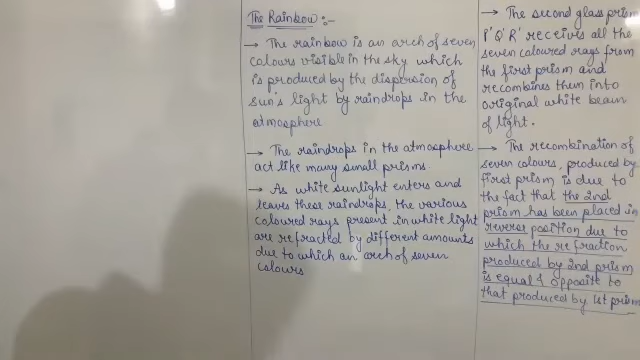 The Rainbow :-
→ The rainbow is an arch of seven
colours visible in the sky which
is produced by the dispersion of
sun's light by raindrops in the
atmosphere
→ The raindrops in the atmosphere
act like many small prisms.
→ As white sunlight enters and
leaves these raindrops, the various
coloured rays present in white light
are refracted by different amounts
due to which an arch of seven
colours
→ The second glass prism
P'Q'R' receives all the
seven coloured rays from
the first prism and
recombines them into
original white beam
of light.
→ The recombination of
seven colours, produced by
first prism is due to
the fact that the 2nd
prism has been placed in
reverse position due to
which the refraction
produced by 2nd prism
is equal & opposite to
that produced by 1st prism